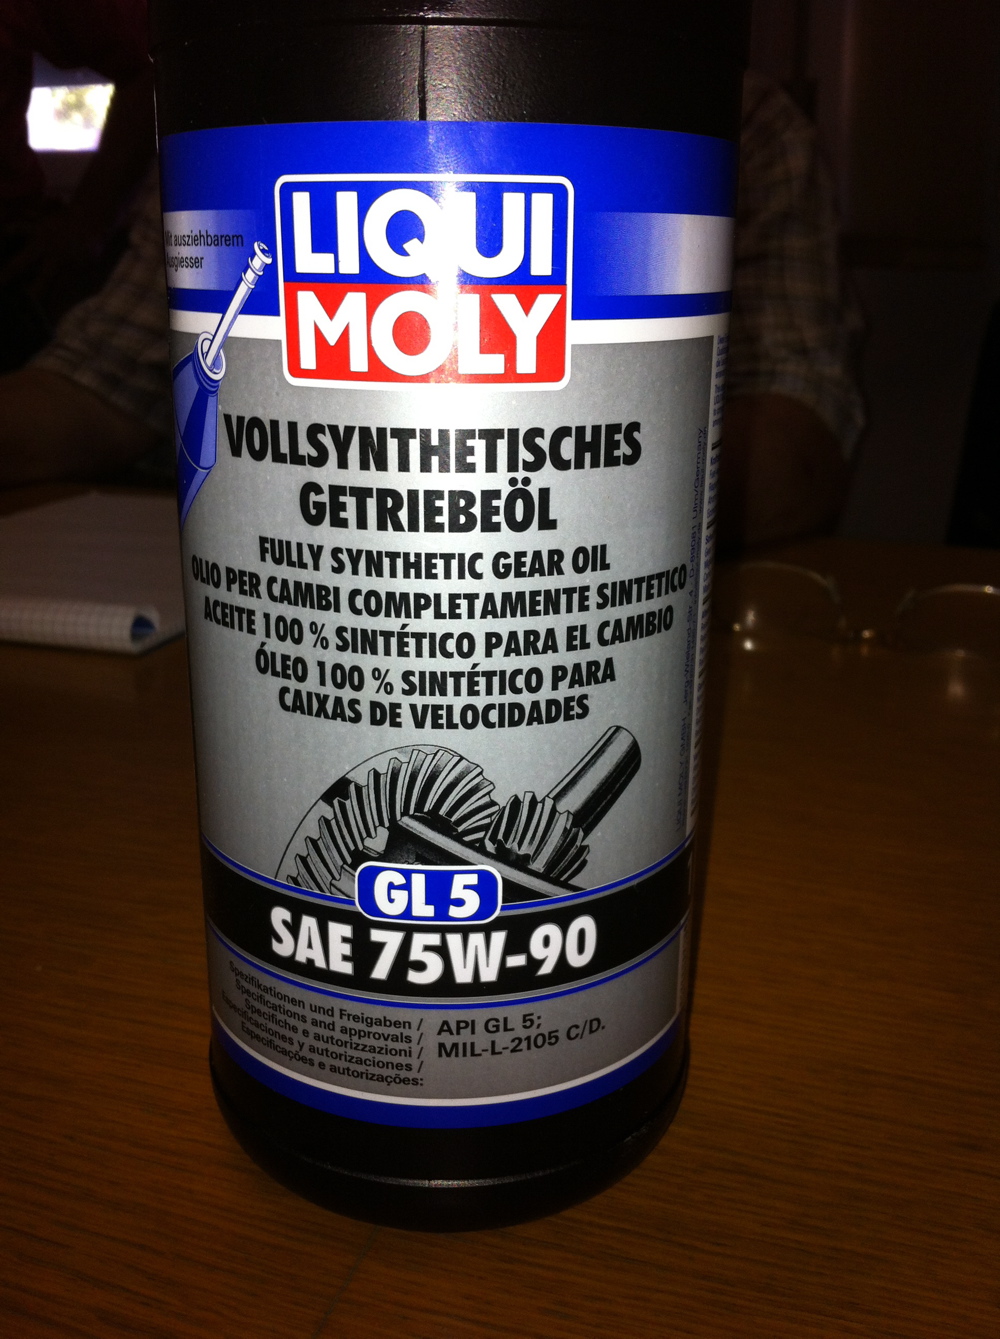 Mit ausziehbarem
Ausgiesser
LIQUI
MOLY
VOLLSYNTHETISCHES
GETRIEBEÖL
FULLY SYNTHETIC GEAR OIL
OLIO PER CAMBI COMPLETAMENTE SINTETICO
ACEITE 100 % SINTÉTICO PARA EL CAMBIO
ÓLEO 100 % SINTÉTICO PARA
CAIXAS DE VELOCIDADES
GL 5
SAE 75W-90
Spezifikationen und Freigaben /
Specifications and approvals /
Specifiche e autorizzazioni /
Especificaciones y autorizaciones /
Especificações e autorizações:
API GL 5;
MIL-L-2105 C/D.